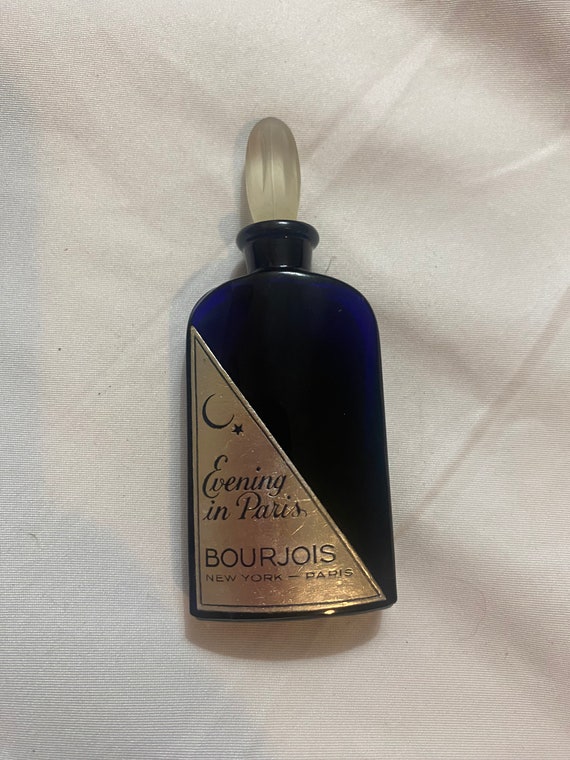 Evening
in Paris
BOURJOIS
NEW YORK — PARIS